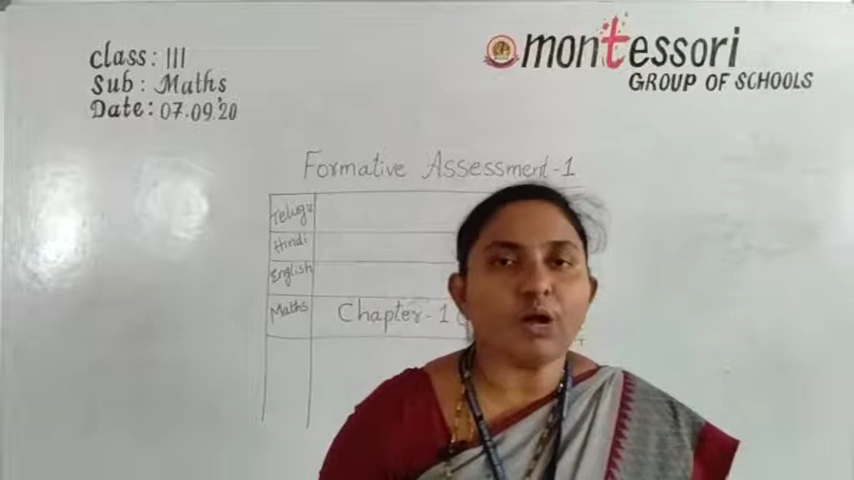 class: III
Sub: Maths
Date: 07.09.20
montessori
GROUP OF SCHOOLS
Formative Assessment-1
Telugu
Hindi
English
Maths Chapter-1